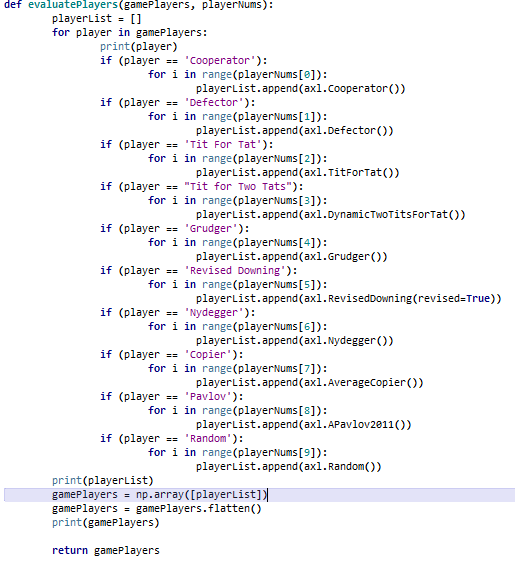 def evaluatePlayers(gamePlayers, playerNums):
    playerList = []
    for player in gamePlayers:
        print(player)
        if (player == 'Cooperator'):
            for i in range(playerNums[0]):
                playerList.append(axl.Cooperator())
        if (player == 'Defector'):
            for i in range(playerNums[1]):
                playerList.append(axl.Defector())
        if (player == 'Tit For Tat'):
            for i in range(playerNums[2]):
                playerList.append(axl.TitForTat())
        if (player == "Tit for Two Tats"):
            for i in range(playerNums[3]):
                playerList.append(axl.DynamicTwoTitsForTat())
        if (player == 'Grudger'):
            for i in range(playerNums[4]):
                playerList.append(axl.Grudger())
        if (player == 'Revised Downing'):
            for i in range(playerNums[5]):
                playerList.append(axl.RevisedDowning(revised=True))
        if (player == 'Nydegger'):
            for i in range(playerNums[6]):
                playerList.append(axl.Nydegger())
        if (player == 'Copier'):
            for i in range(playerNums[7]):
                playerList.append(axl.AverageCopier())
        if (player == 'Pavlov'):
            for i in range(playerNums[8]):
                playerList.append(axl.APavlov2011())
        if (player == 'Random'):
            for i in range(playerNums[9]):
                playerList.append(axl.Random())
    print(playerList)
    gamePlayers = np.array([playerList])
    gamePlayers = gamePlayers.flatten()
    print(gamePlayers)
    return gamePlayers